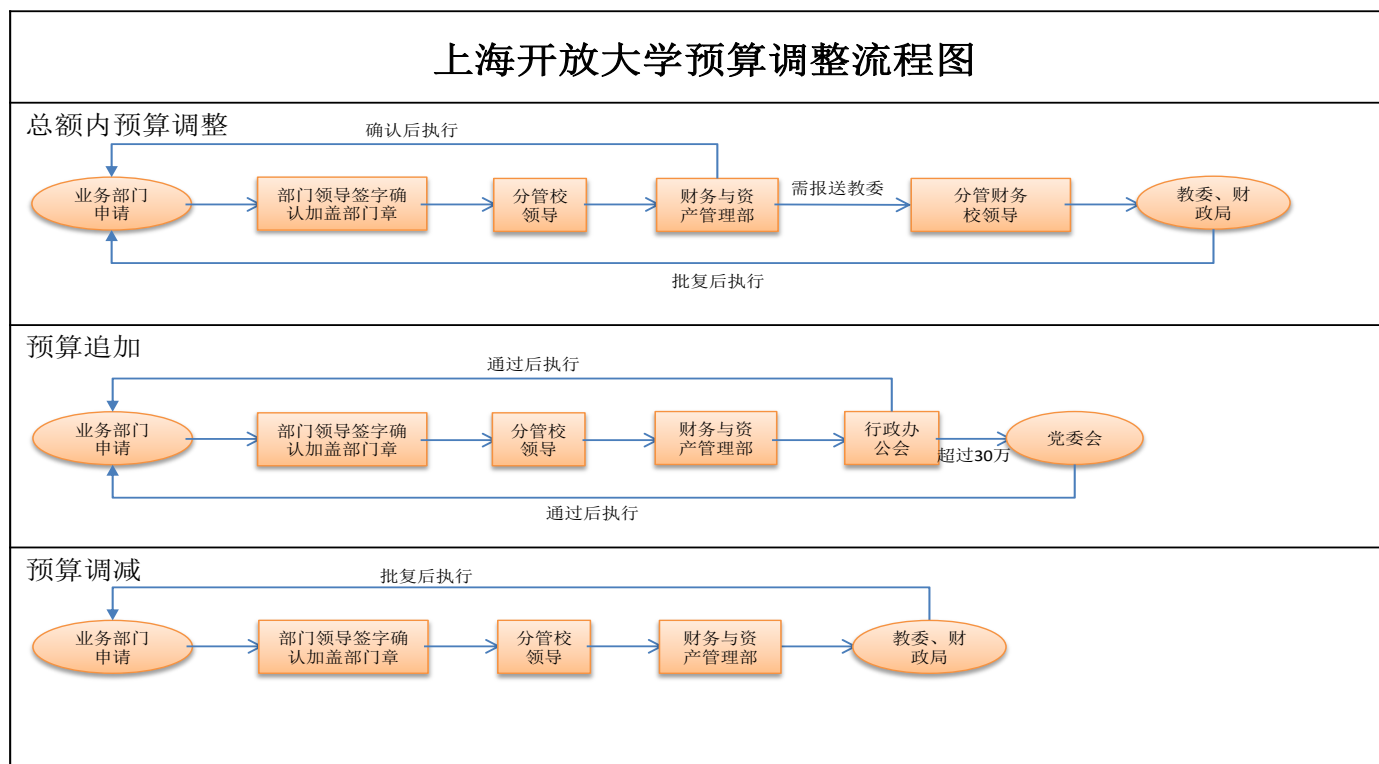 上海开放大学预算调整流程图
总额内预算调整
确认后执行
业务部门
申请
部门领导签字确
认加盖部门章
分管校
领导
财务与资
产管理部
需报送教委
分管财务
校领导
教委、财
政局
批复后执行
预算追加
通过后执行
业务部门
申请
部门领导签字确
认加盖部门章
分管校
领导
财务与资
产管理部
行政办
公会
超过30万
党委会
通过后执行
预算调减
批复后执行
业务部门
申请
部门领导签字确
认加盖部门章
分管校
领导
财务与资
产管理部
教委、财
政局